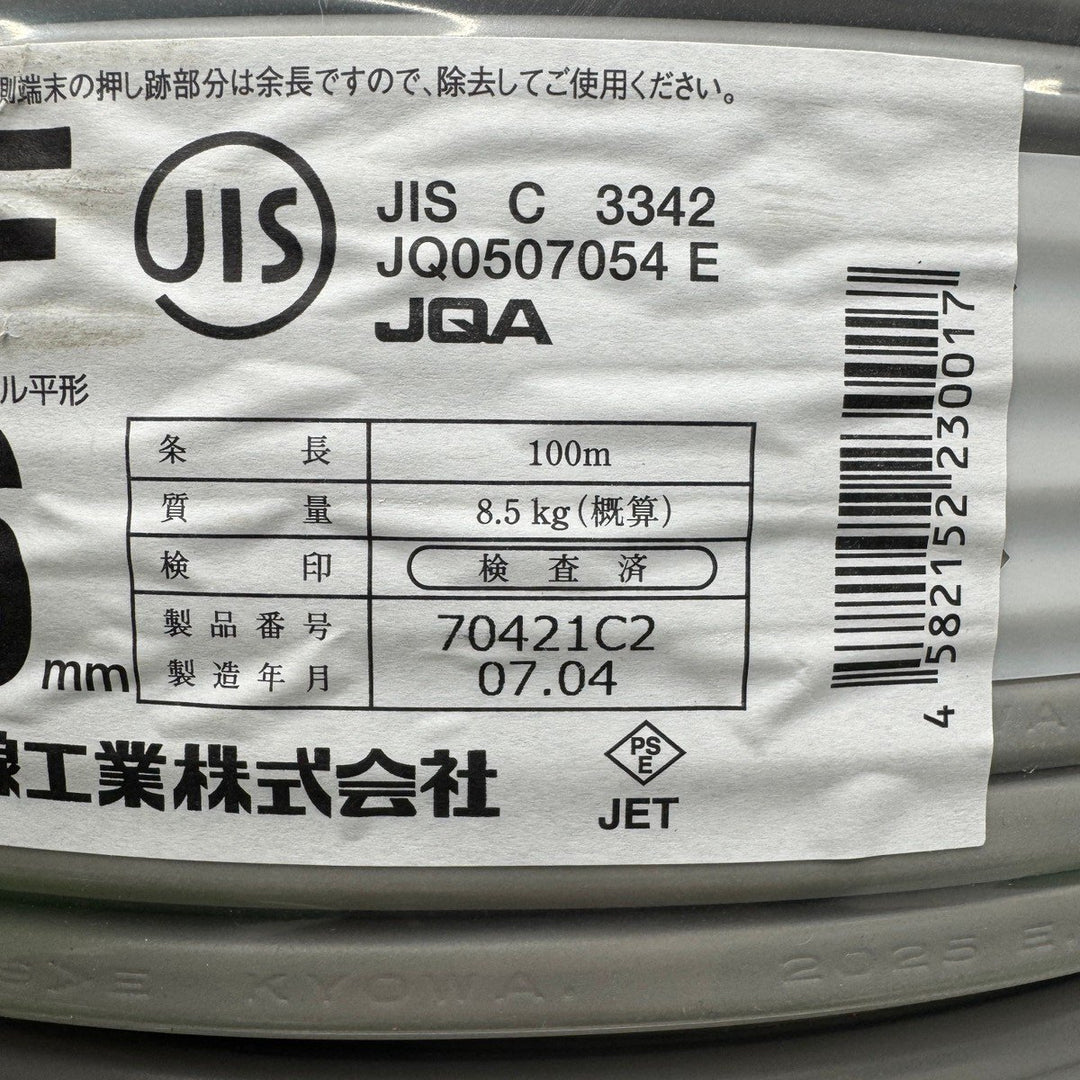 側端末の押し跡部分は余長ですので、除去してご使用ください。
JIS
JIS C 3342
JQ0507054 E
JQA
ル平形
条長 100m
質量 8.5 kg(概算)
検印 検査済
製品番号 70421C2
製造年月 07.04
mm
線工業株式会社
PS
E
JET
4582152230017
KYOWA. 2025